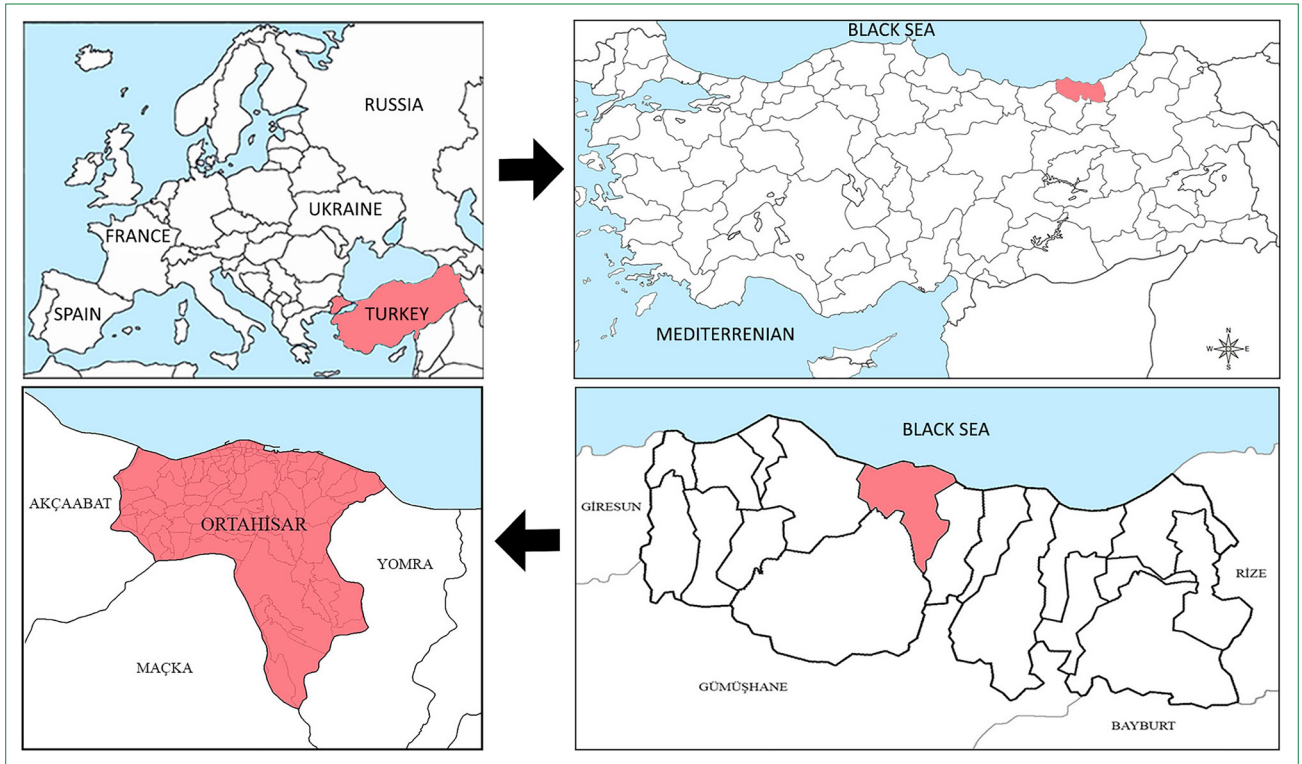 RUSSIA
UKRAINE
FRANCE
SPAIN
TURKEY
BLACK SEA
MEDITERRENIAN
N
W E
S
AKÇAABAT
ORTAHİSAR
YOMRA
MAÇKA
BLACK SEA
GİRESUN
RİZE
GÜMÜŞHANE
BAYBURT